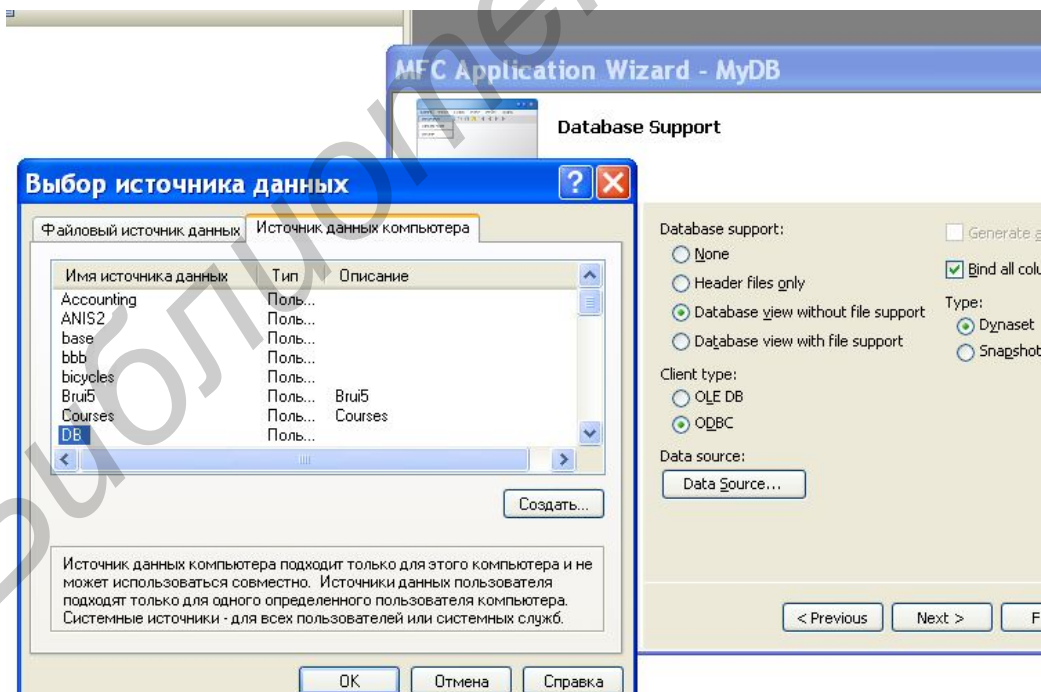 MFC Application Wizard - MyDB
Database Support
Выбор источника данных
Файловый источник данных
Источник данных компьютера
Имя источника данных Тип Описание
Accounting Поль...
ANIS2 Поль...
base Поль...
bbb Поль...
bicycles Поль...
Brui5 Поль... Brui5
Courses Поль... Courses
DB Поль...
Создать...
Источник данных компьютера подходит только для этого компьютера и не
может использоваться совместно. Источники данных пользователя
подходят только для одного определенного пользователя компьютера.
Системные источники - для всех пользователей или системных служб.
OK Отмена Справка
Database support:
None
Header files only
Database view without file support
Database view with file support
Client type:
OLE DB
ODBC
Data source:
Data Source...
Generate
Bind all colu
Type:
Dynaset
Snapshot
< Previous Next > F